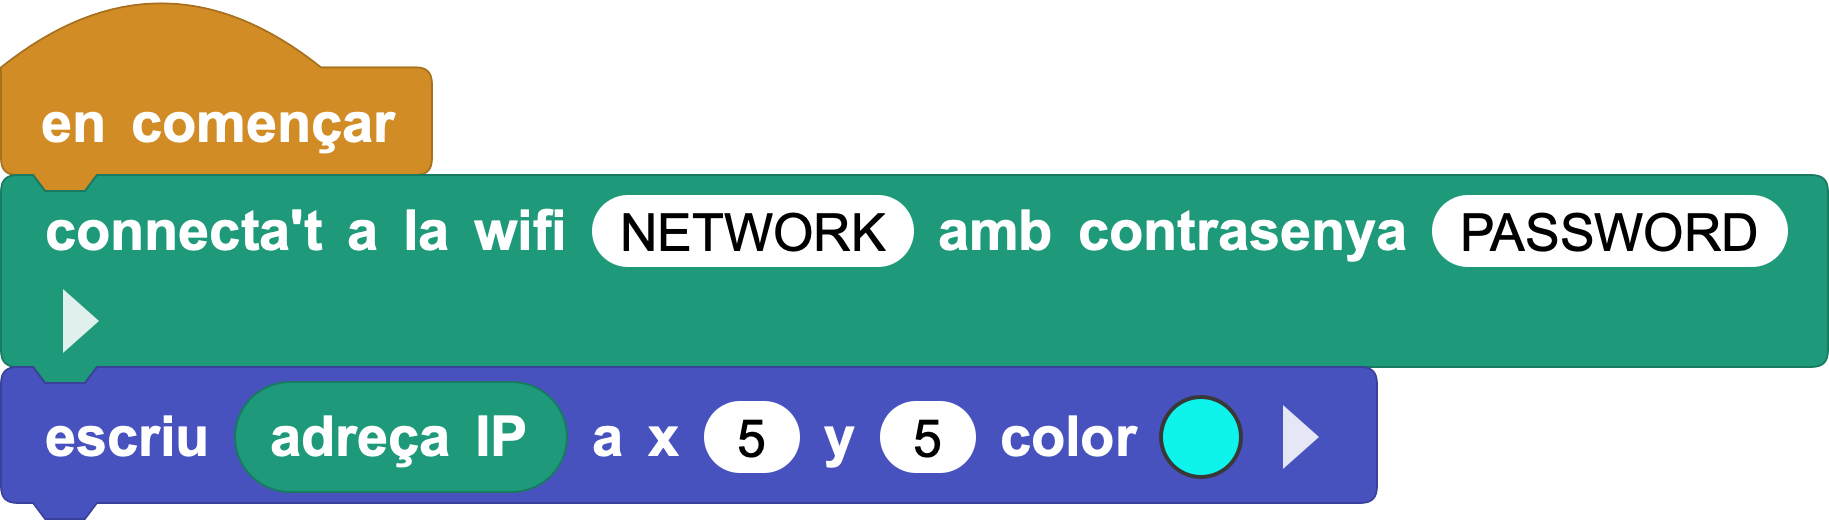 en començar
connecta't a la wifi NETWORK amb contrasenya PASSWORD
escriu adreça IP a x 5 y 5 color